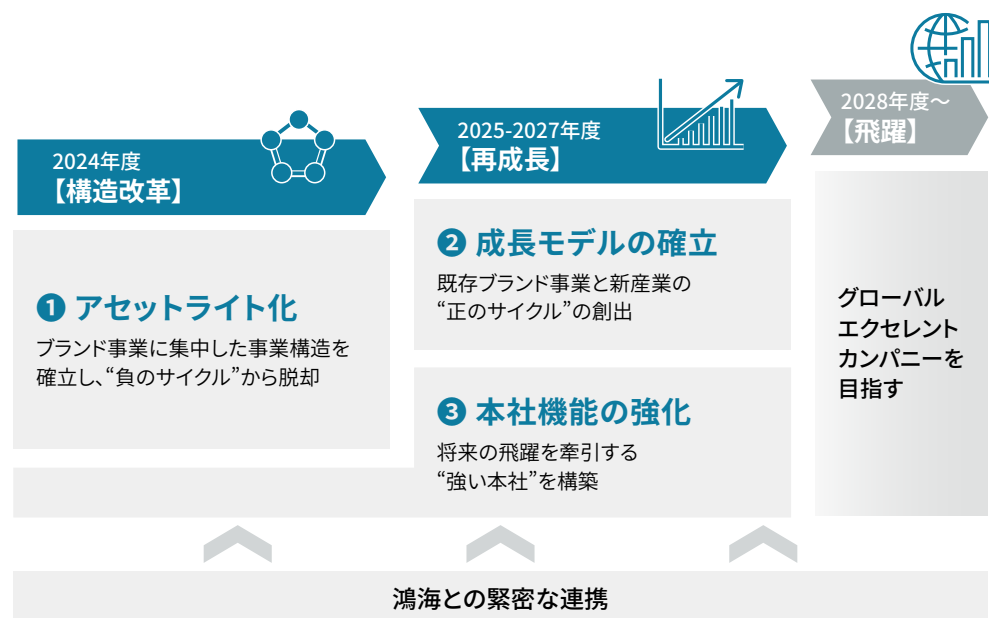 2024年度
【構造改革】
❶ アセットライト化
ブランド事業に集中した事業構造を
確立し、“負のサイクル”から脱却
2025-2027年度
【再成長】
❷ 成長モデルの確立
既存ブランド事業と新産業の
“正のサイクル”の創出
❸ 本社機能の強化
将来の飛躍を牽引する
“強い本社”を構築
2028年度～
【飛躍】
グローバル
エクセレント
カンパニーを
目指す
鴻海との緊密な連携